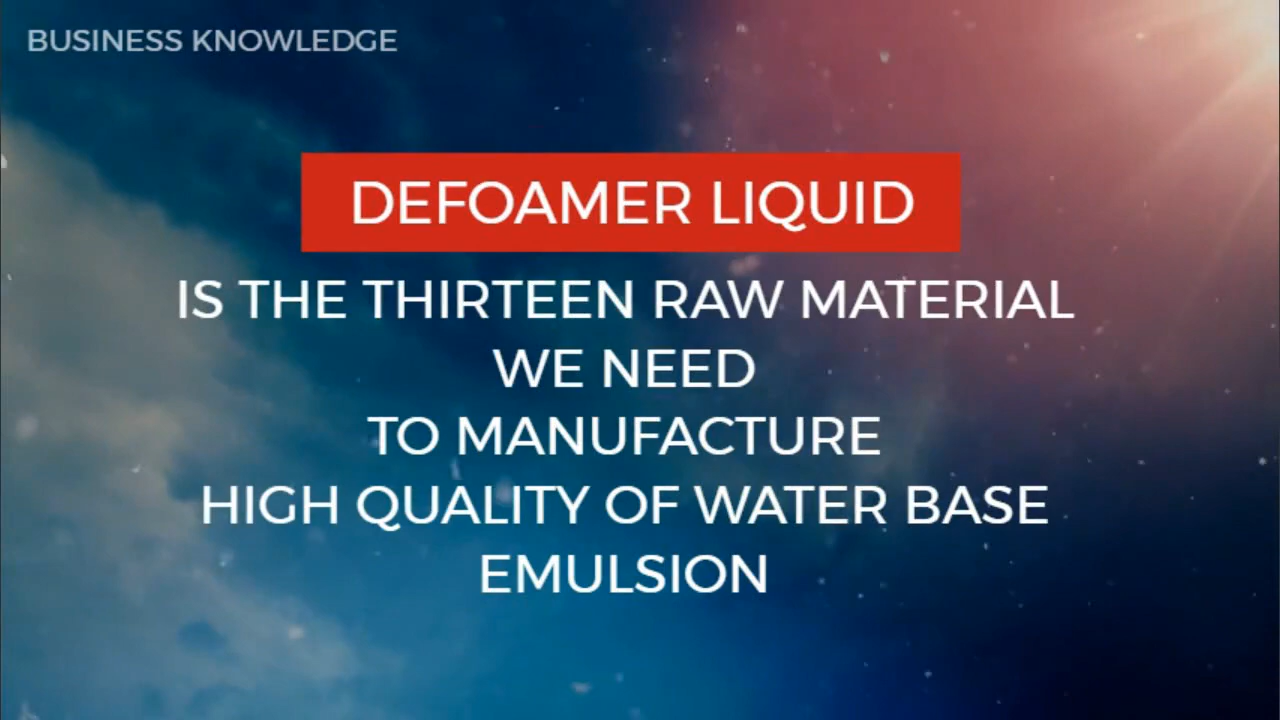 BUSINESS KNOWLEDGE
DEFOAMER LIQUID
IS THE THIRTEEN RAW MATERIAL
WE NEED
TO MANUFACTURE
HIGH QUALITY OF WATER BASE
EMULSION